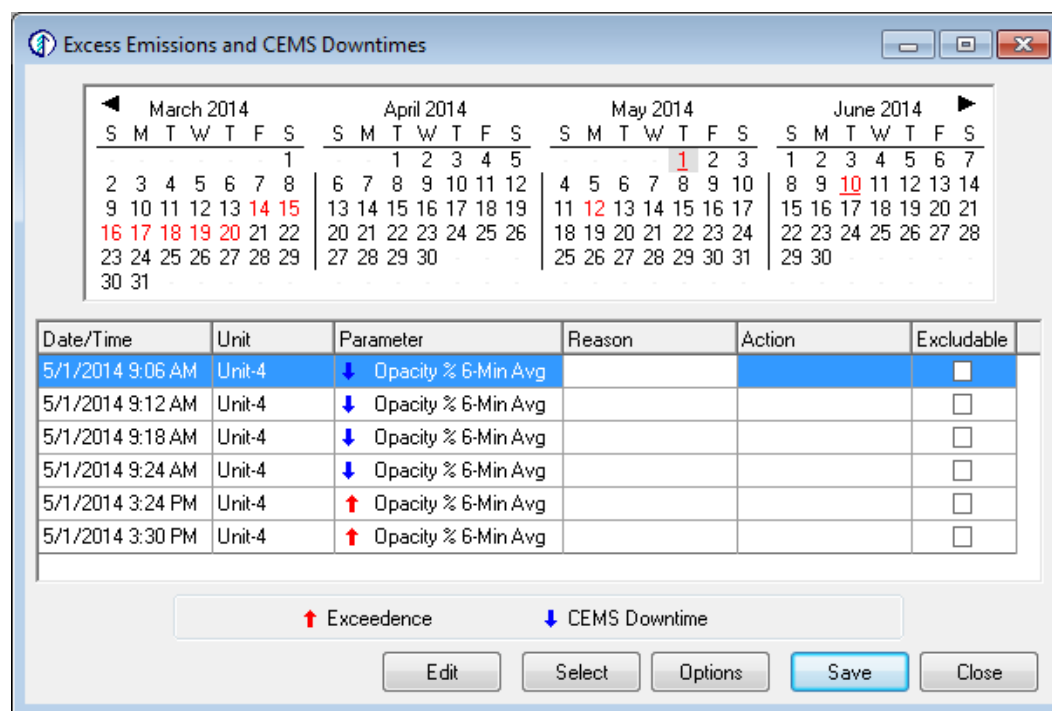 Excess Emissions and CEMS Downtimes
March 2014 April 2014 May 2014 June 2014
S M T W T F S S M T W T F S S M T W T F S S M T W T F S
1 1 2 3 4 5 1 2 3 1 2 3 4 5 6 7
2 3 4 5 6 7 8 6 7 8 9 10 11 12 4 5 6 7 8 9 10 8 9 10 11 12 13 14
9 10 11 12 13 14 15 13 14 15 16 17 18 19 11 12 13 14 15 16 17 15 16 17 18 19 20 21
16 17 18 19 20 21 22 20 21 22 23 24 25 26 18 19 20 21 22 23 24 22 23 24 25 26 27 28
23 24 25 26 27 28 29 27 28 29 30 25 26 27 28 29 30 31 29 30
30 31
Date/Time Unit Parameter Reason Action Excludable
5/1/2014 9:06 AM Unit-4 Opacity % 6-Min Avg
5/1/2014 9:12 AM Unit-4 Opacity % 6-Min Avg
5/1/2014 9:18 AM Unit-4 Opacity % 6-Min Avg
5/1/2014 9:24 AM Unit-4 Opacity % 6-Min Avg
5/1/2014 3:24 PM Unit-4 Opacity % 6-Min Avg
5/1/2014 3:30 PM Unit-4 Opacity % 6-Min Avg
Exceedence CEMS Downtime
Edit Select Options Save Close